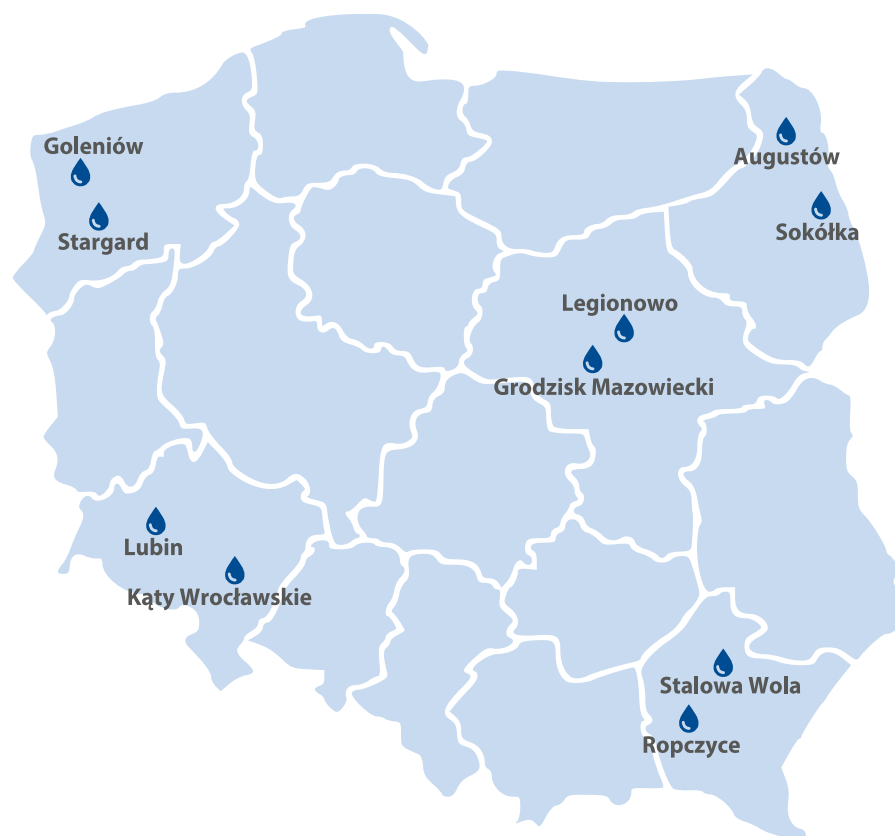 Goleniów
Augustów
Stargard
Sokółka
Legionowo
Grodzisk Mazowiecki
Lubin
Kąty Wrocławskie
Stalowa Wola
Ropczyce